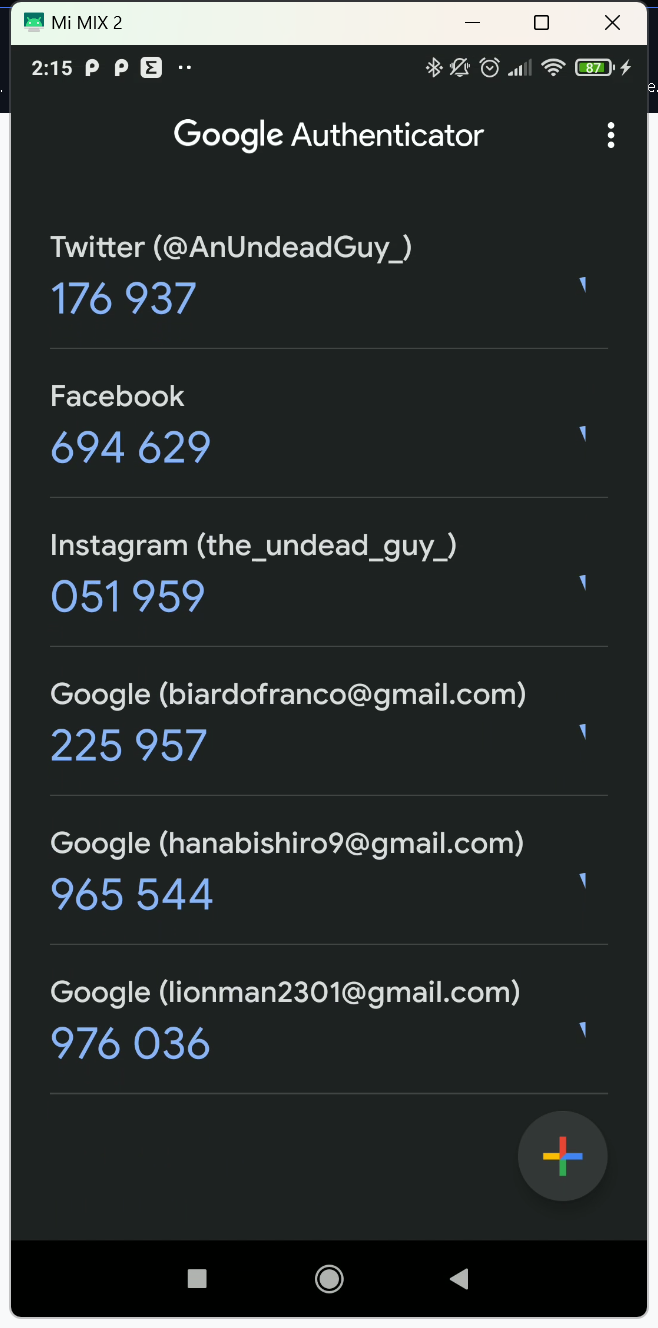 Mi MIX 2
2:15
87
Google Authenticator
Twitter (@AnUndeadGuy_)
176 937
Facebook
694 629
Instagram (the_undead_guy_)
051 959
Google (biardofranco@gmail.com)
225 957
Google (hanabishiro9@gmail.com)
965 544
Google (lionman2301@gmail.com)
976 036